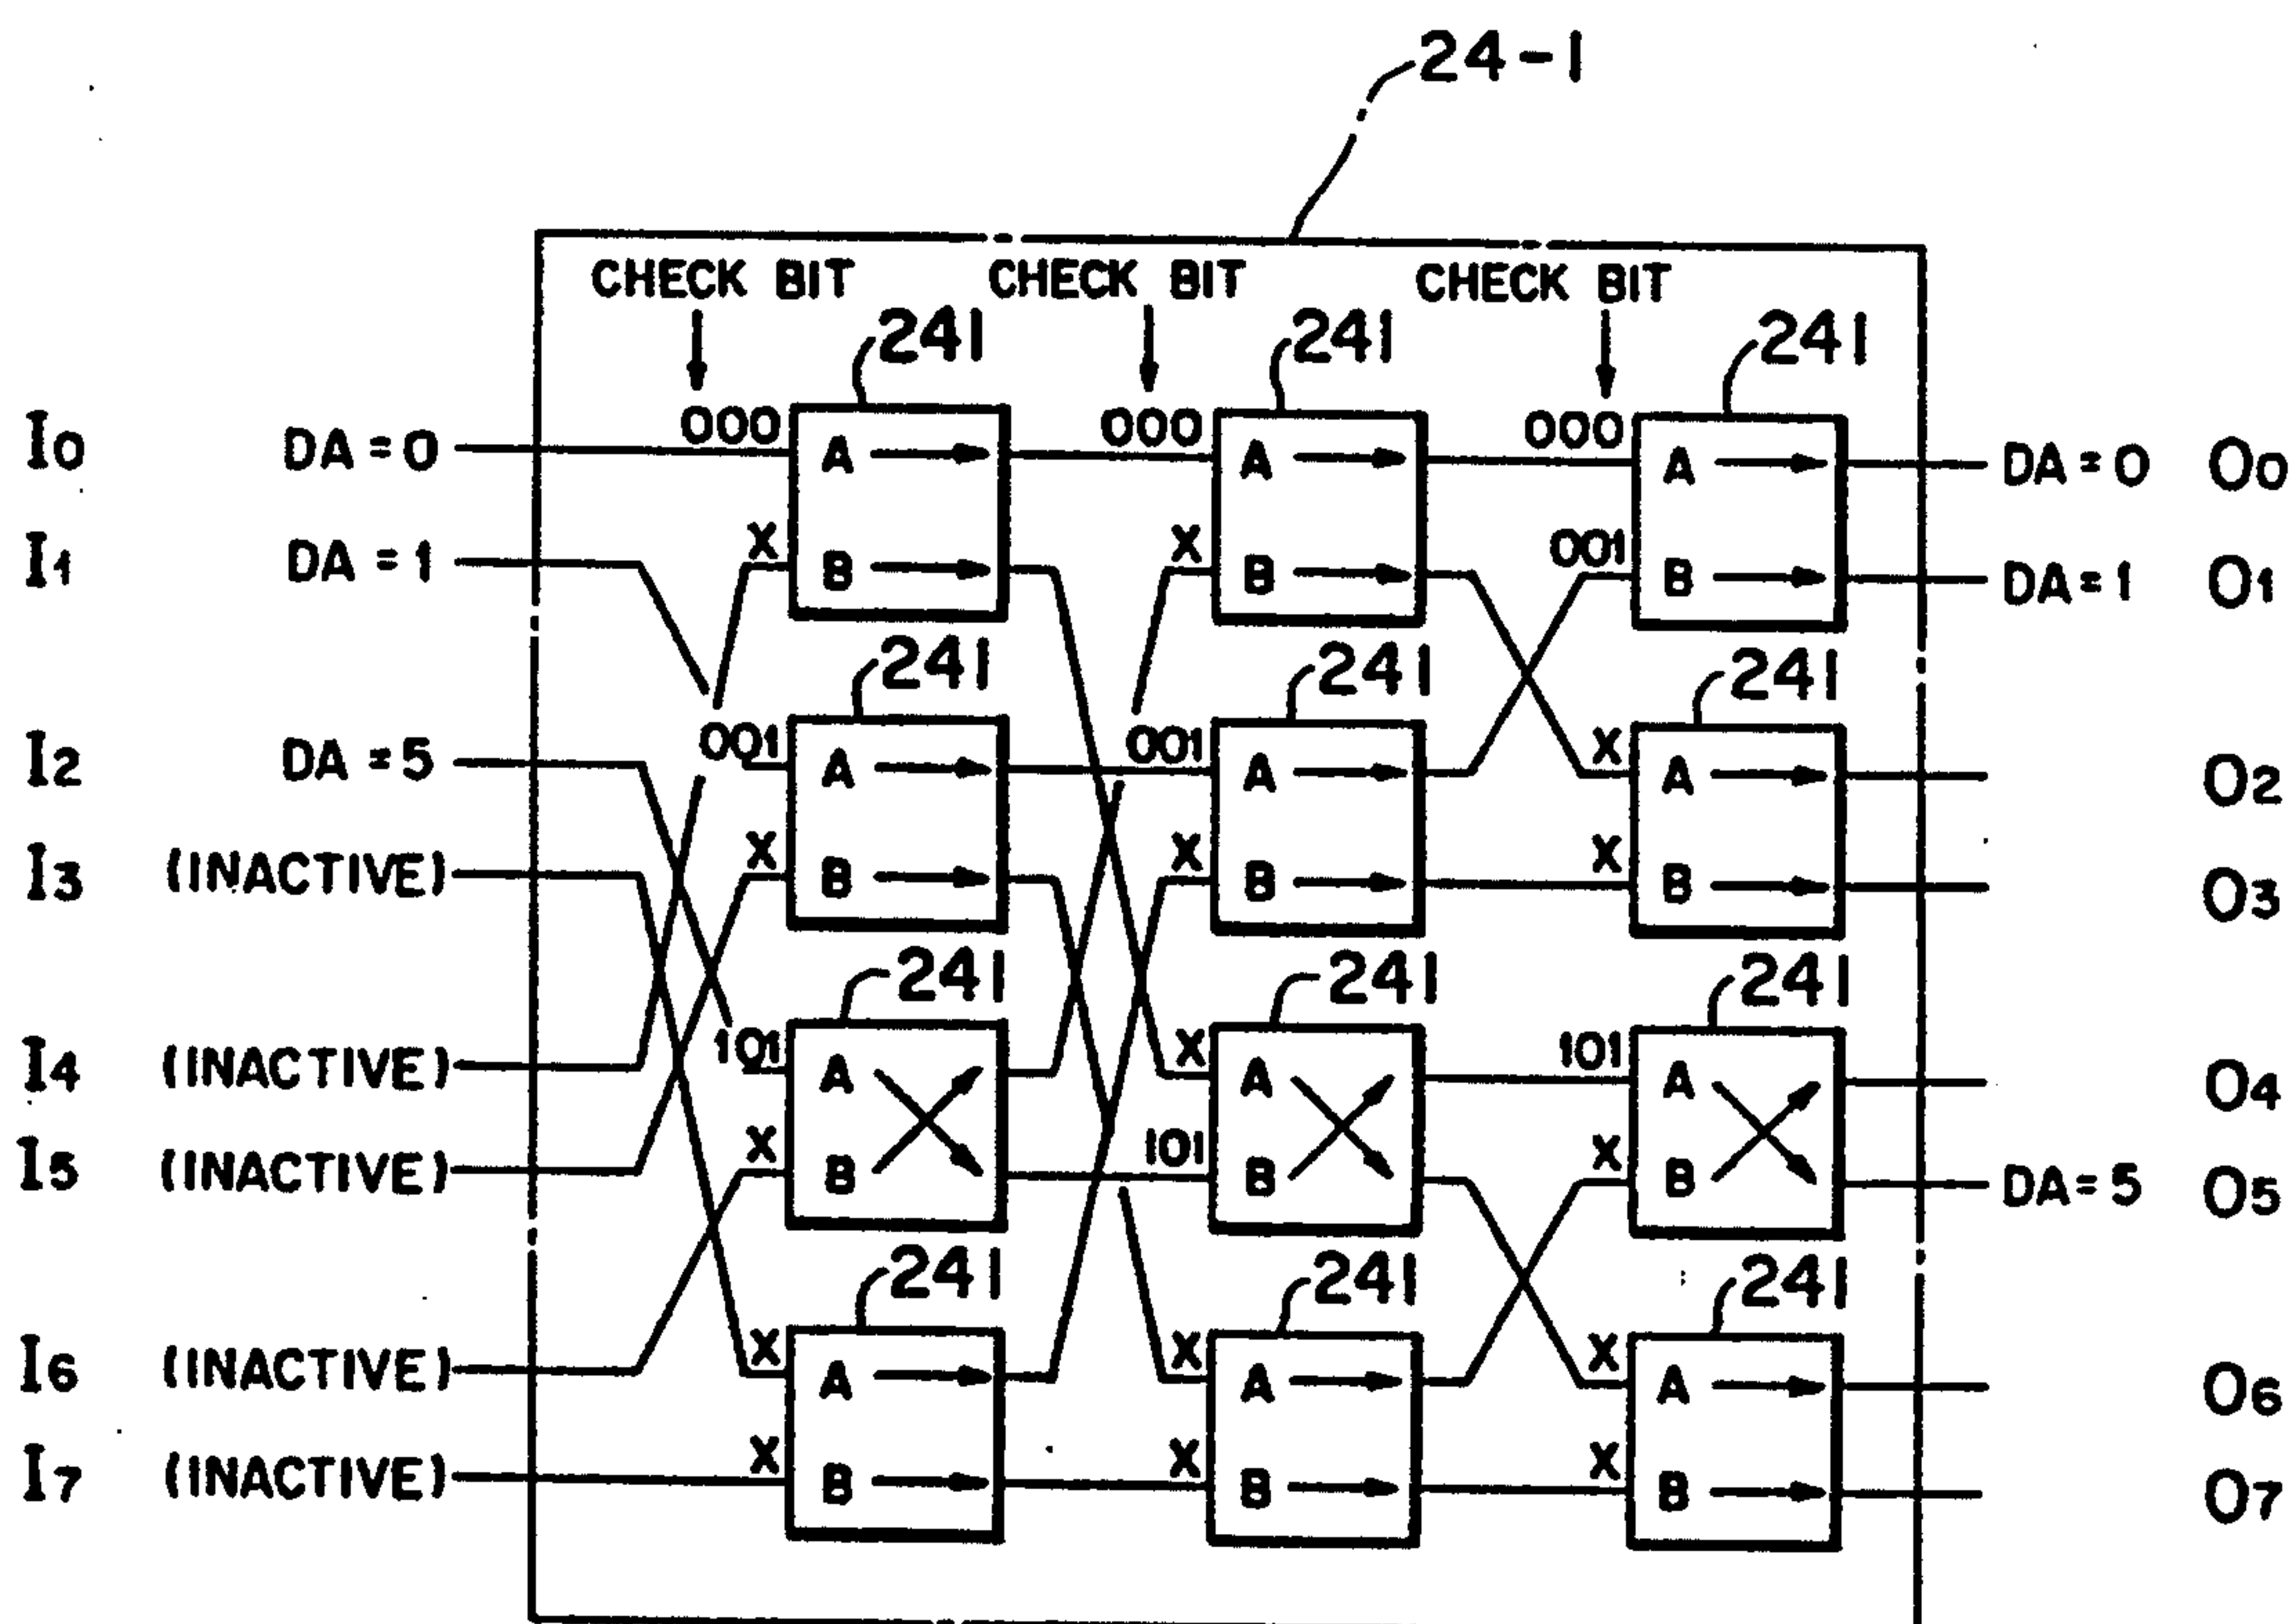 24-1
CHECK BIT CHECK BIT CHECK BIT
241 241 241
I0 DA=0 000 A 000 A 000 A DA=0 O0
I1 DA=1 X B X B 001 B DA=1 O1
241 241 241
I2 DA=5 001 A 001 A X A O2
I3 (INACTIVE) X B X B X B O3
241 241 241
I4 (INACTIVE) 101 A X A 101 A O4
I5 (INACTIVE) X B 101 B X B DA=5 O5
241 241 241
I6 (INACTIVE) X A X A X A O6
I7 (INACTIVE) X B X B X B O7